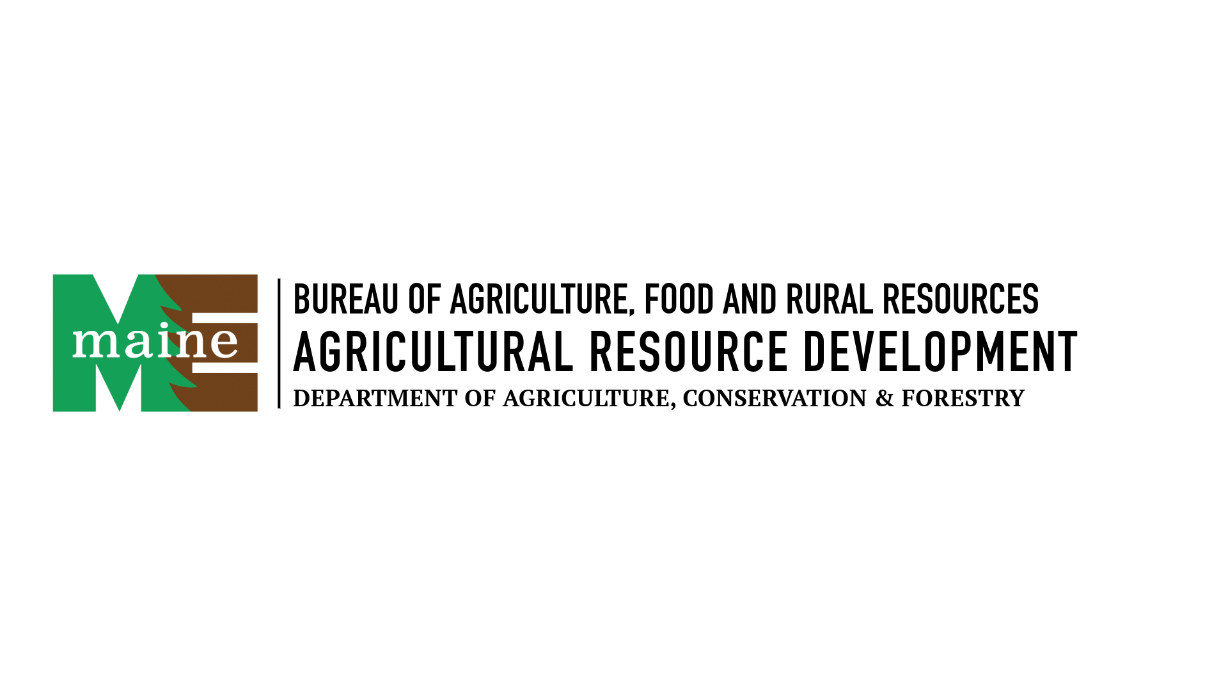 maine
BUREAU OF AGRICULTURE, FOOD AND RURAL RESOURCES
AGRICULTURAL RESOURCE DEVELOPMENT
DEPARTMENT OF AGRICULTURE, CONSERVATION & FORESTRY